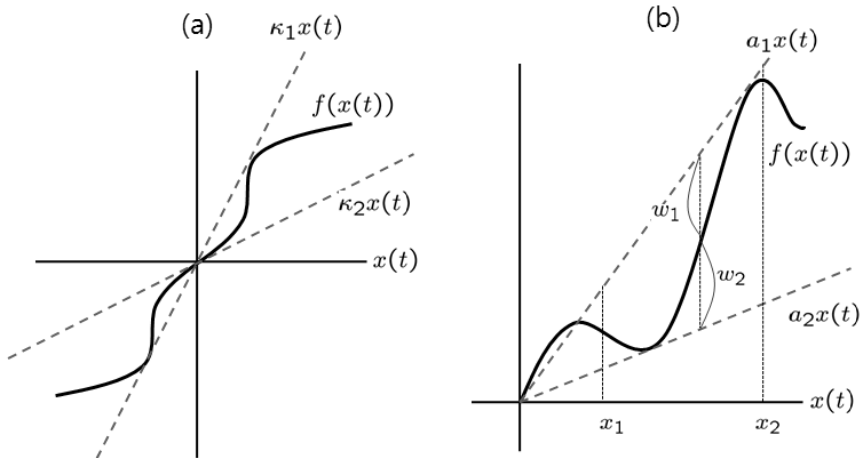 (a)
κ₁x(t)
f(x(t))
κ₂x(t)
x(t)
(b)
a₁x(t)
f(x(t))
w₁
w₂
a₂x(t)
x(t)
x₁
x₂